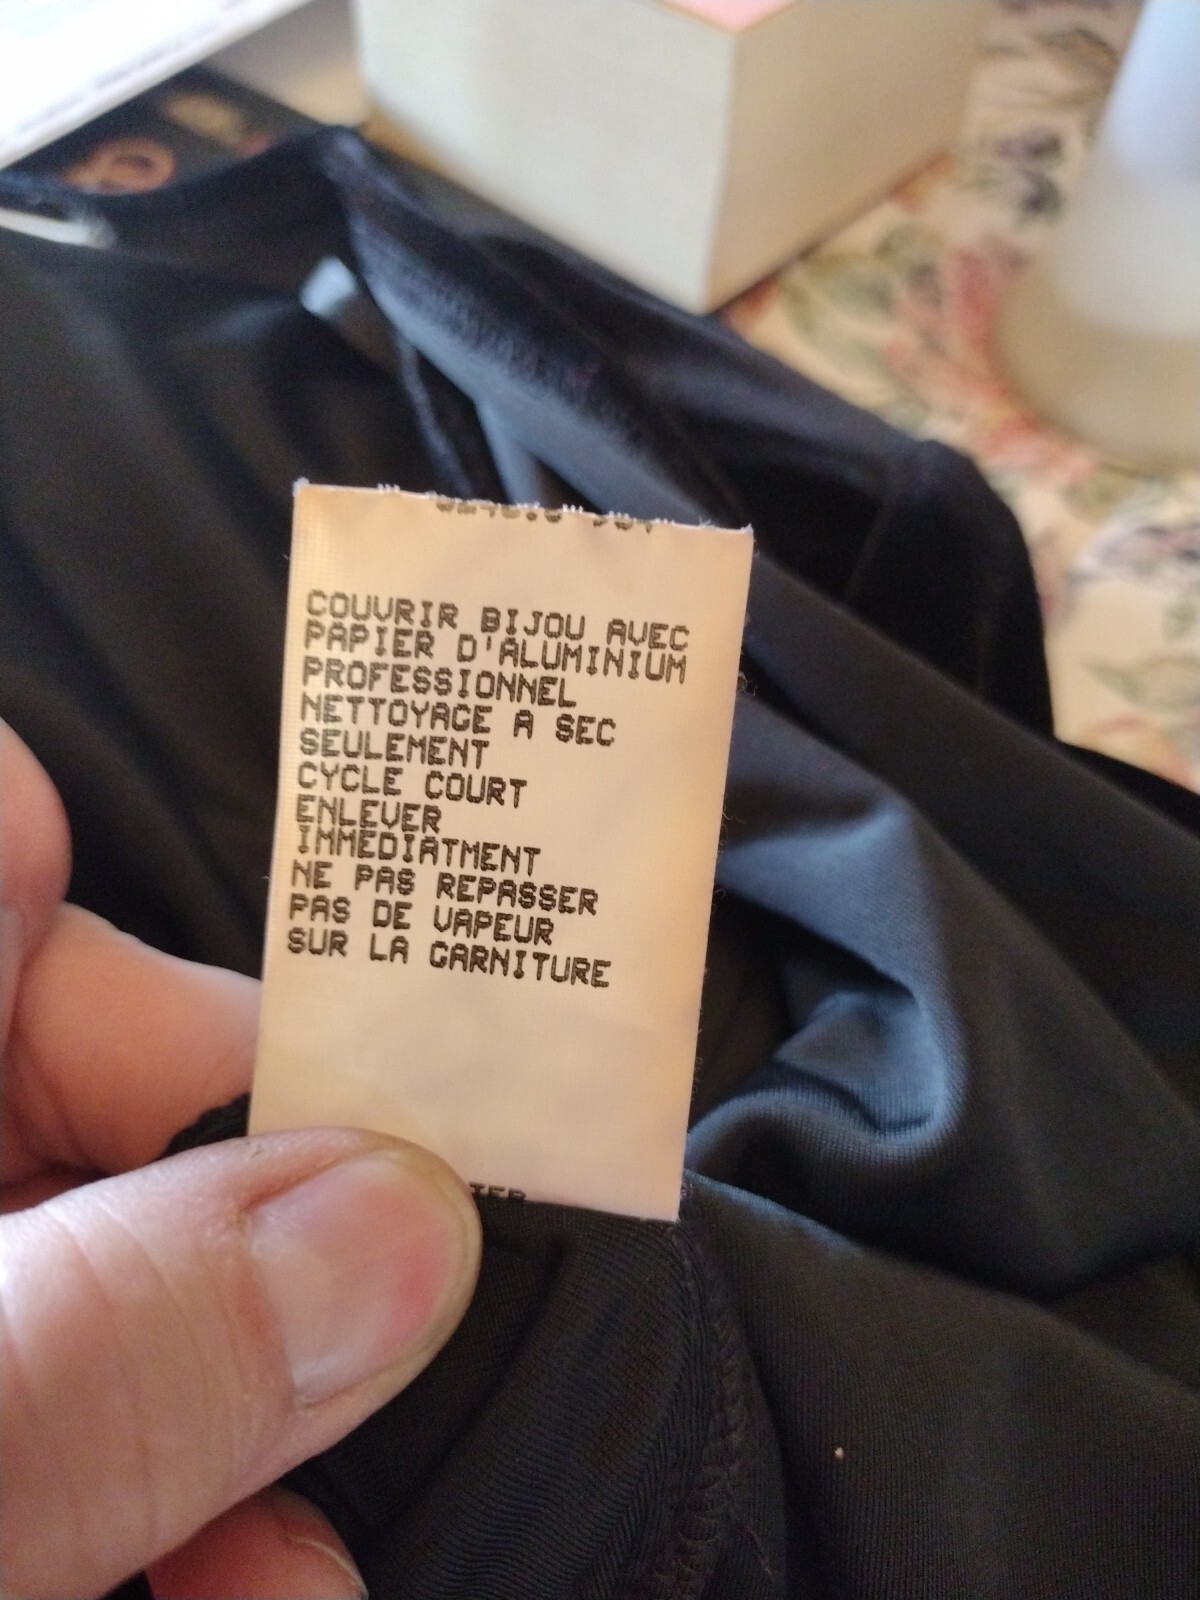 COUVRIR BIJOU AVEC
PAPIER D'ALUMINIUM
PROFESSIONNEL
NETTOYAGE A SEC
SEULEMENT
CYCLE COURT
ENLEVER
IMMEDIATMENT
NE PAS REPASSER
PAS DE VAPEUR
SUR LA GARNITURE